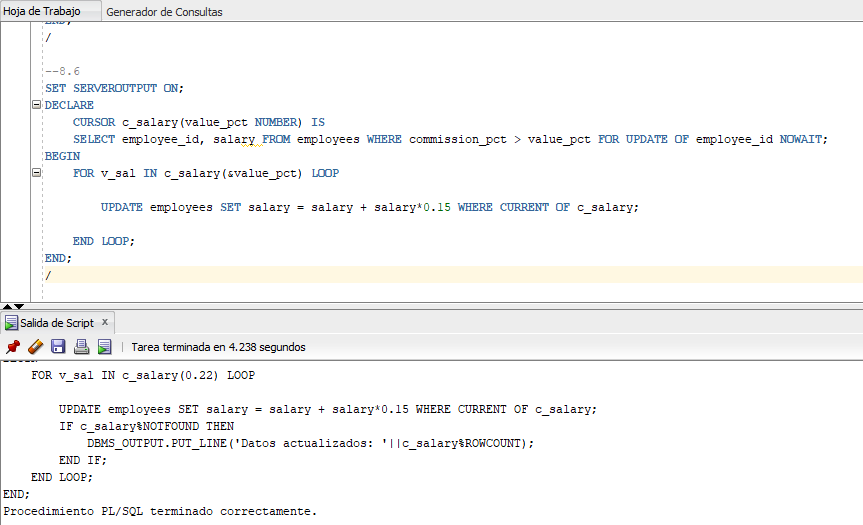 Hoja de Trabajo Generador de Consultas
END;
/
--8.6
SET SERVEROUTPUT ON;
DECLARE
CURSOR c_salary(value_pct NUMBER) IS
SELECT employee_id, salary FROM employees WHERE commission_pct > value_pct FOR UPDATE OF employee_id NOWAIT;
BEGIN
FOR v_sal IN c_salary(&value_pct) LOOP
UPDATE employees SET salary = salary + salary*0.15 WHERE CURRENT OF c_salary;
END LOOP;
END;
/
Salida de Script x
Tarea terminada en 4.238 segundos
BEGIN
FOR v_sal IN c_salary(0.22) LOOP
UPDATE employees SET salary = salary + salary*0.15 WHERE CURRENT OF c_salary;
IF c_salary%NOTFOUND THEN
DBMS_OUTPUT.PUT_LINE('Datos actualizados: '||c_salary%ROWCOUNT);
END IF;
END LOOP;
END;
Procedimiento PL/SQL terminado correctamente.